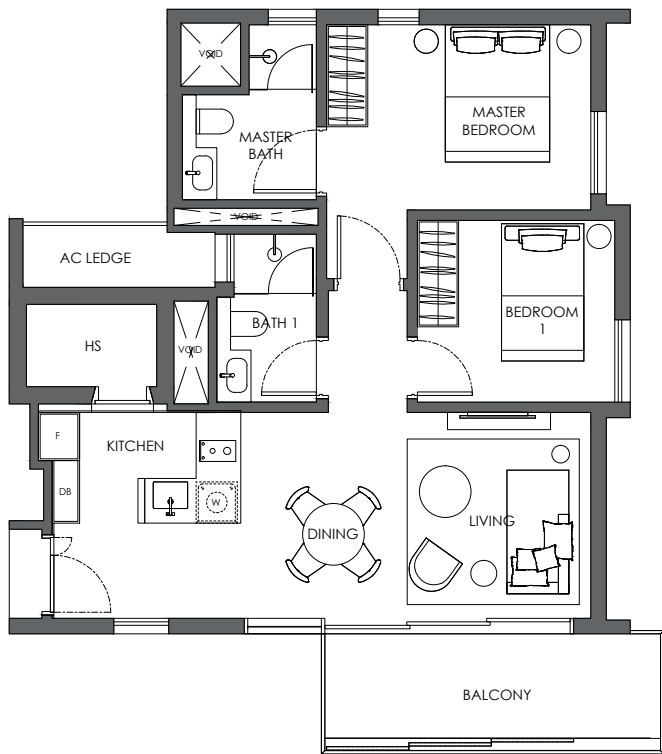 VOID
MASTER
BATH
MASTER
BEDROOM
VOID
AC LEDGE
BATH 1
BEDROOM
1
HS
VOID
F
KITCHEN
DB
W
DINING
LIVING
BALCONY